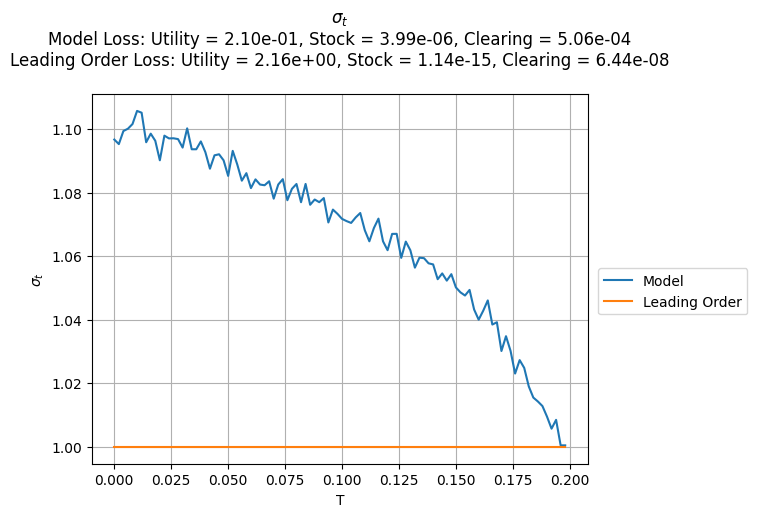 σt
Model Loss: Utility = 2.10e-01, Stock = 3.99e-06, Clearing = 5.06e-04
Leading Order Loss: Utility = 2.16e+00, Stock = 1.14e-15, Clearing = 6.44e-08
1.10
1.08
1.06
1.04
1.02
1.00
σt
0.000 0.025 0.050 0.075 0.100 0.125 0.150 0.175 0.200
T
Model
Leading Order